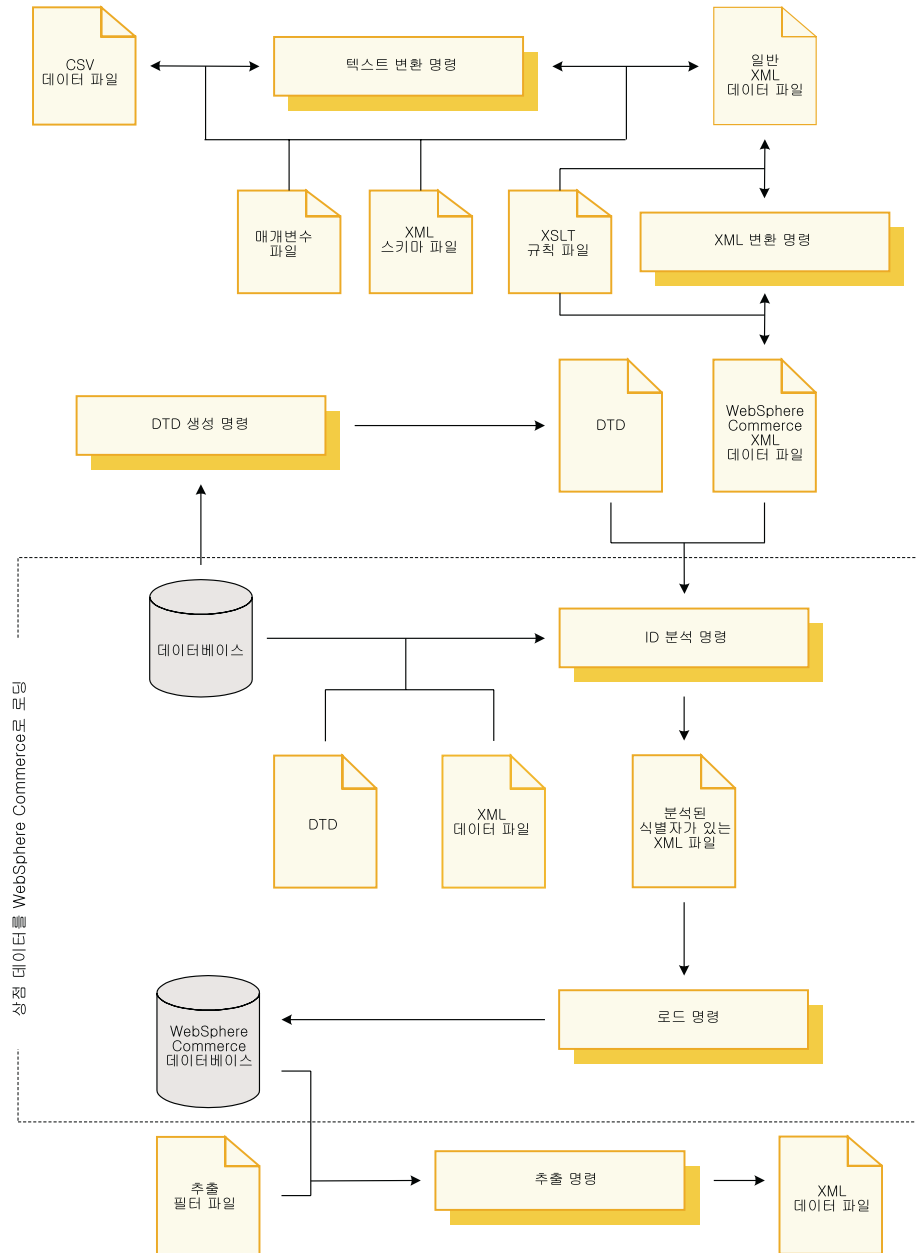 CSV
데이터 파일
텍스트 변환 명령
일반
XML
데이터 파일
매개변수
파일
XML
스키마 파일
XSLT
규칙 파일
XML 변환 명령
DTD 생성 명령
DTD
WebSphere
Commerce
XML
데이터 파일
데이터베이스
ID 분석 명령
상점 데이터를 WebSphere Commerce로 로딩
DTD
XML
데이터 파일
분석된
식별자가 있는
XML 파일
WebSphere
Commerce
데이터베이스
로드 명령
추출
필터 파일
추출 명령
XML
데이터 파일